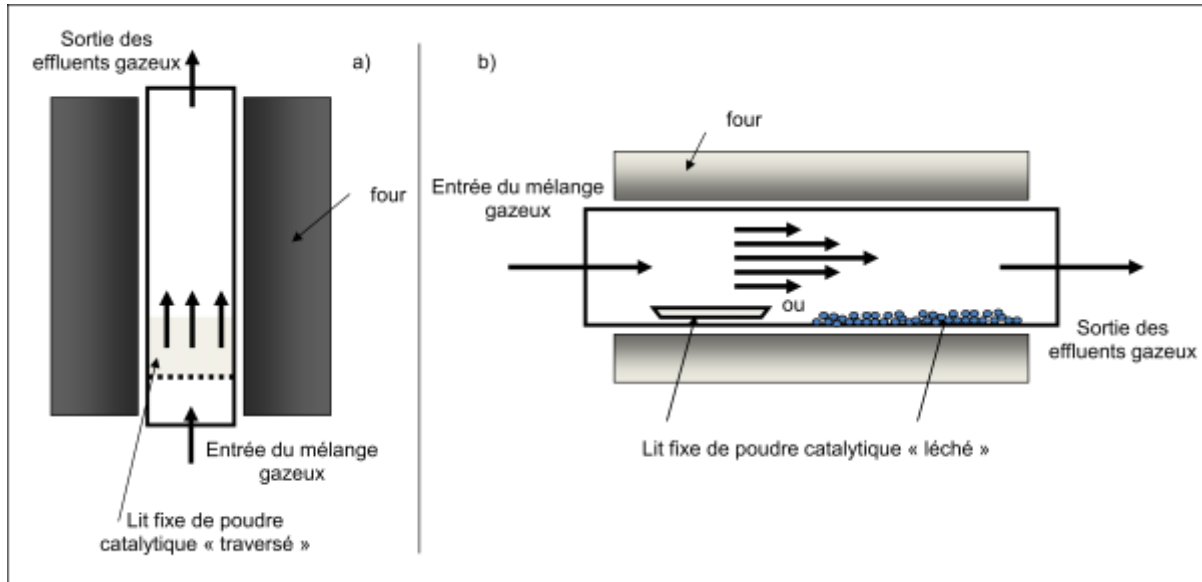 Sortie des
effluents gazeux
a)
four
Entrée du mélange
gazeux
Lit fixe de poudre
catalytique « traversé »
b)
four
Entrée du mélange
gazeux
ou
Sortie des
effluents gazeux
Lit fixe de poudre catalytique « léché »